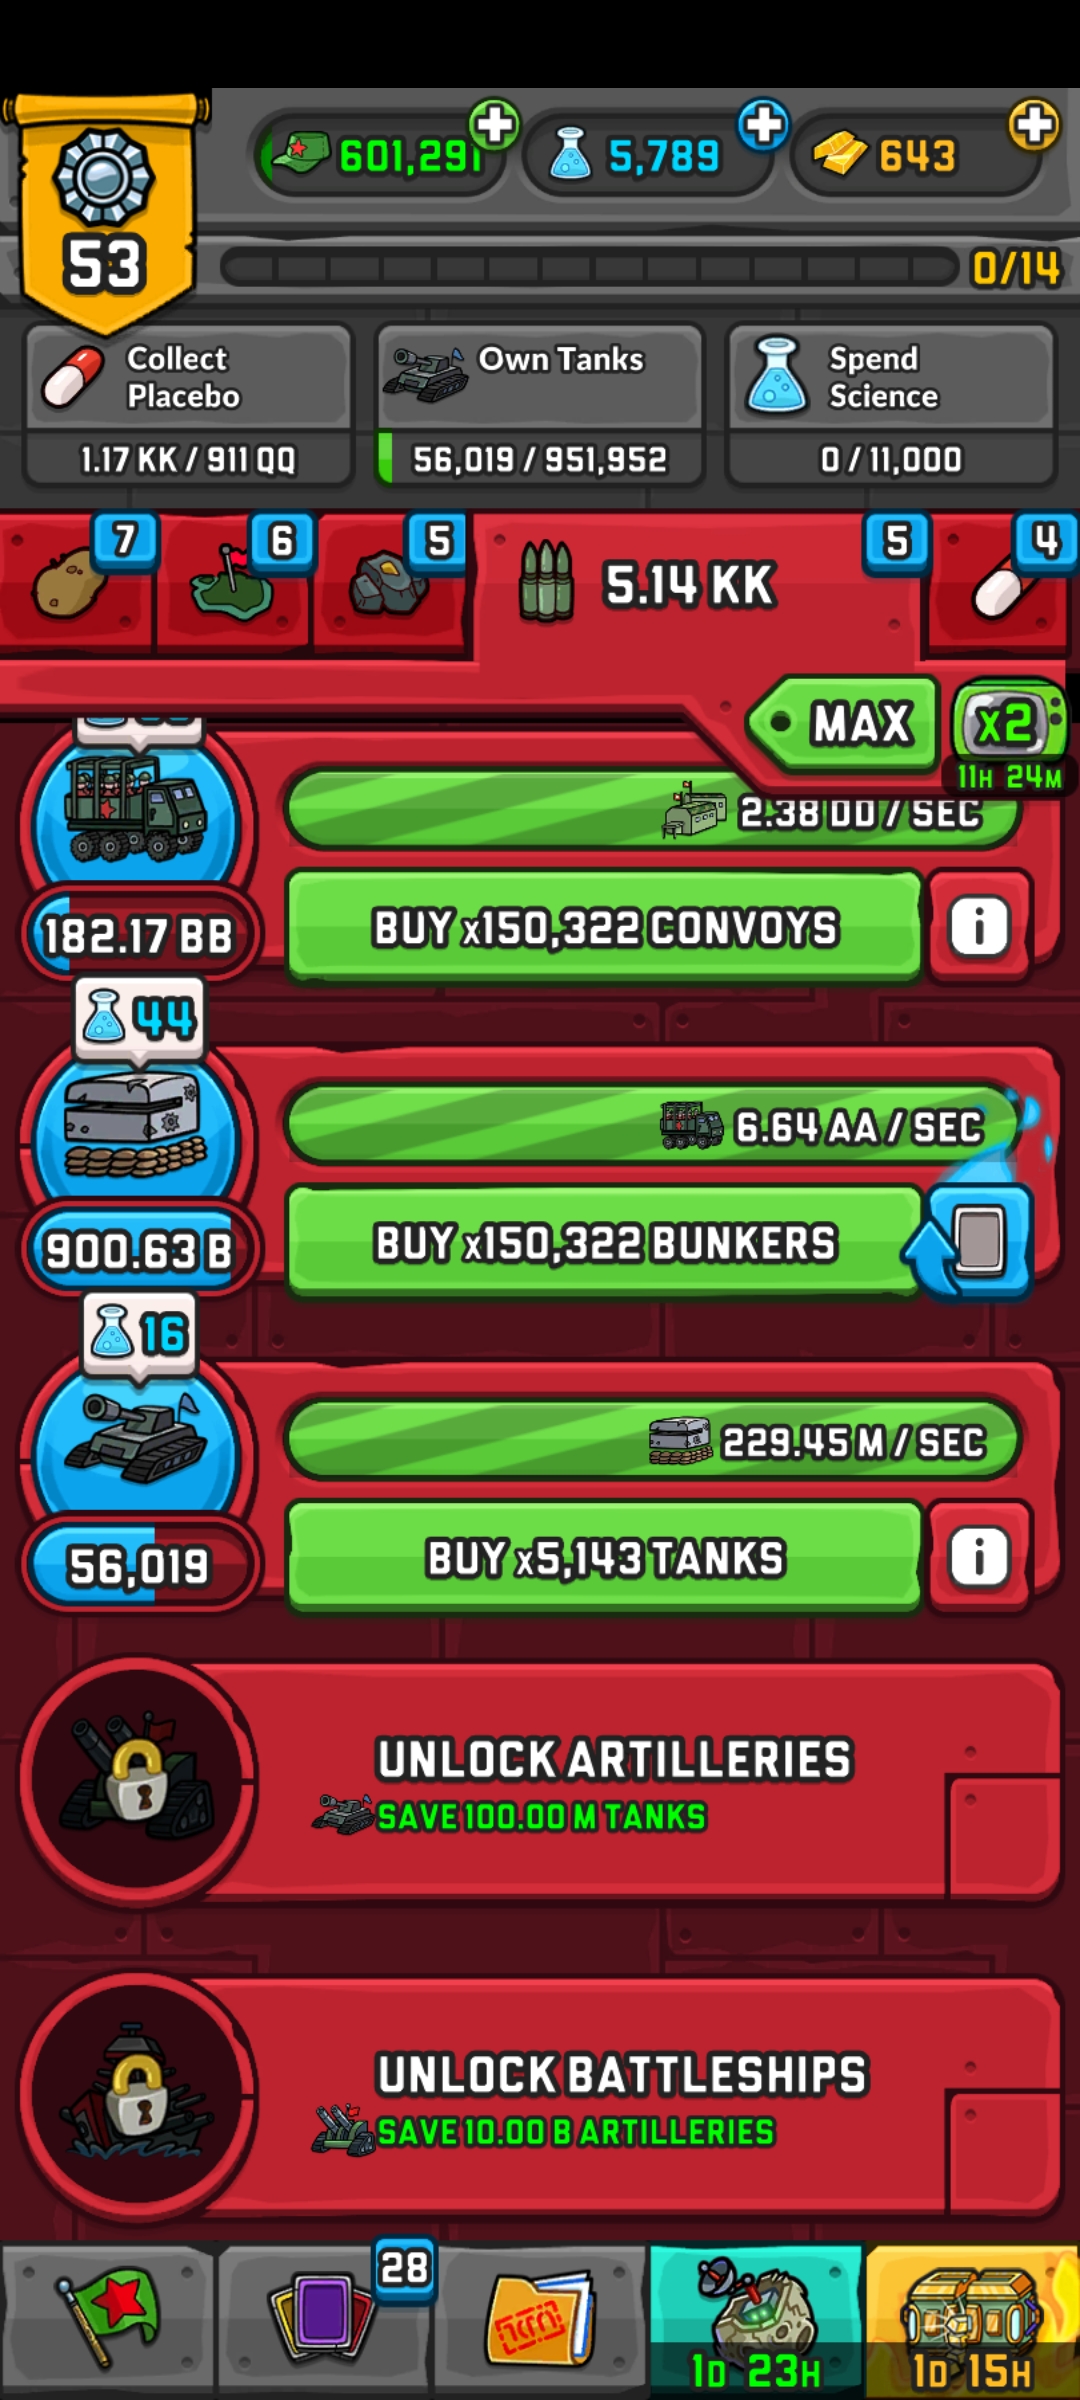 601,291
5,789
643
53
0/14
Collect
Placebo
Own Tanks
Spend
Science
1.17 KK / 911 QQ
56,019 / 951,952
0 / 11,000
7
6
5
5.14 KK
5
4
MAX
x2
11H 24M
2.38 DD / SEC
182.17 BB
BUY x150,322 CONVOYS
i
44
6.64 AA / SEC
900.63 B
BUY x150,322 BUNKERS
16
229.45 M / SEC
56,019
BUY x5,143 TANKS
i
UNLOCK ARTILLERIES
SAVE 100.00 M TANKS
UNLOCK BATTLESHIPS
SAVE 10.00 B ARTILLERIES
28
1D 23H
1D 15H